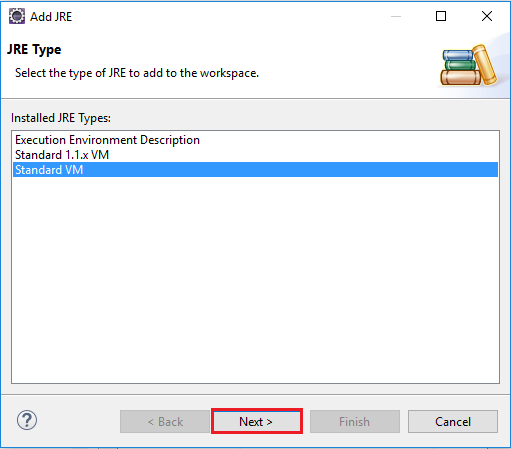 Add JRE
JRE Type
Select the type of JRE to add to the workspace.
Installed JRE Types:
Execution Environment Description
Standard 1.1.x VM
Standard VM
?
< Back
Next >
Finish
Cancel